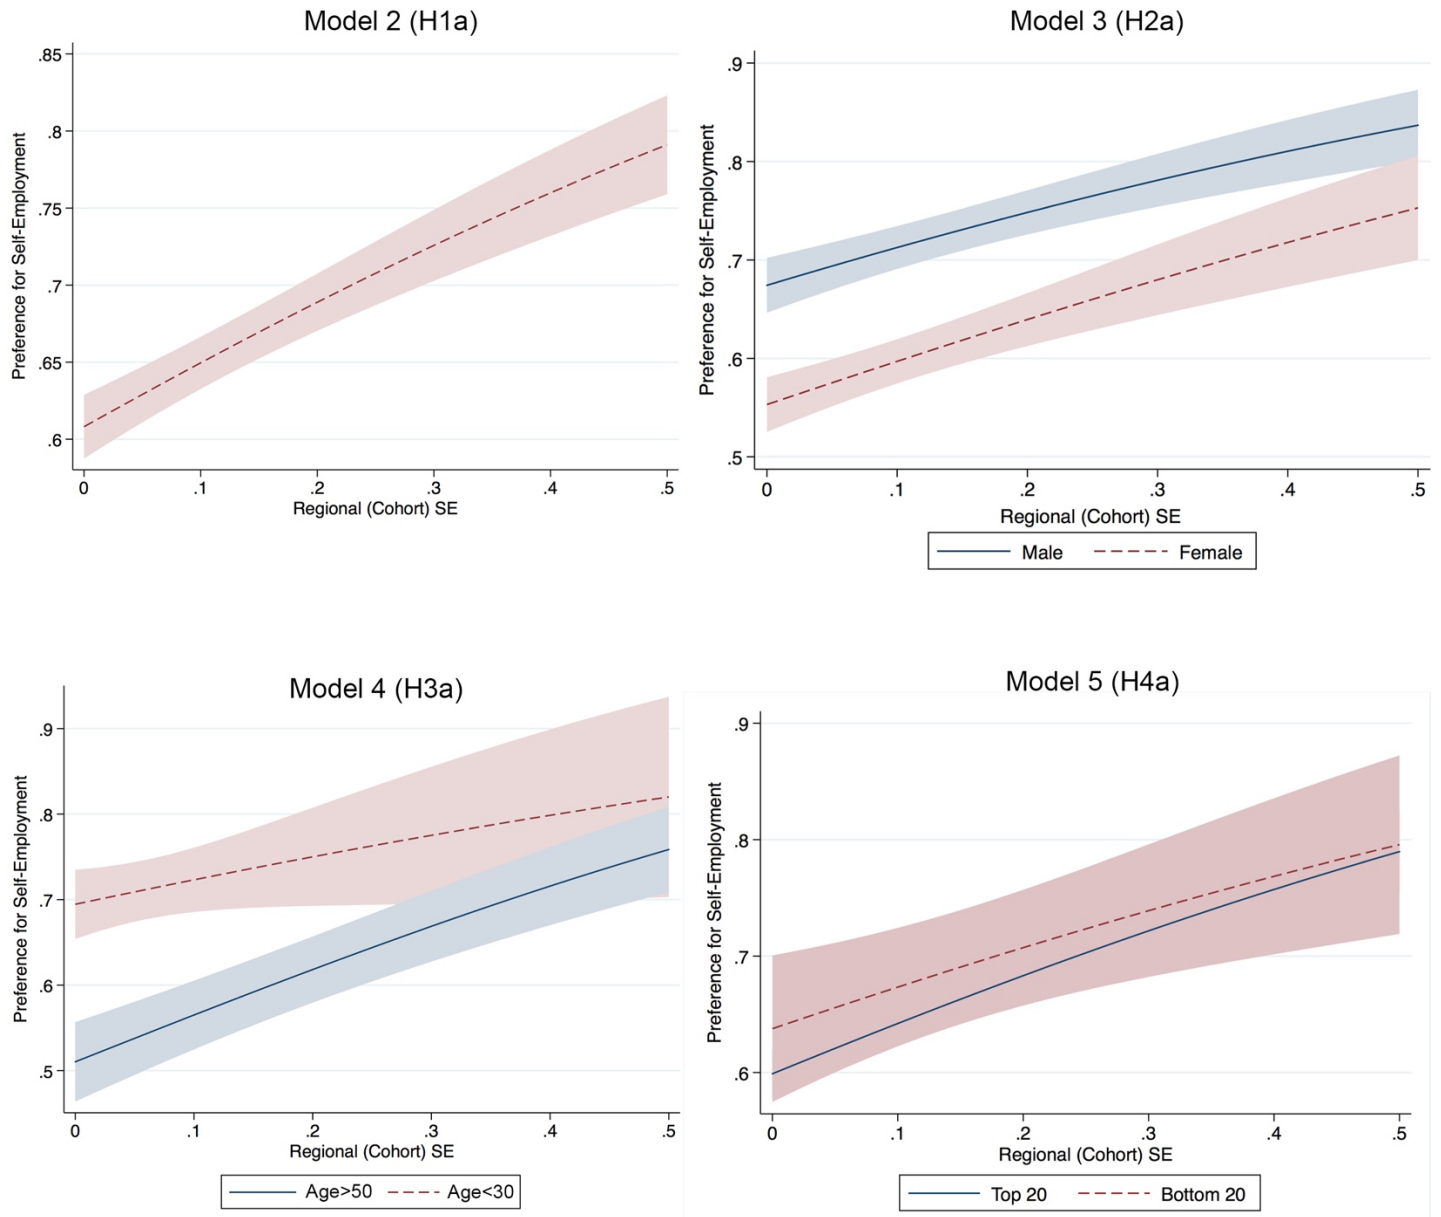 Model 2 (H1a)
Preference for Self-Employment
.85
.8
.75
.7
.65
.6
0 .1 .2 .3 .4 .5
Regional (Cohort) SE
Model 3 (H2a)
Preference for Self-Employment
.9
.8
.7
.6
.5
0 .1 .2 .3 .4 .5
Regional (Cohort) SE
Male Female
Model 4 (H3a)
Preference for Self-Employment
.9
.8
.7
.6
.5
0 .1 .2 .3 .4 .5
Regional (Cohort) SE
Age>50 Age<30
Model 5 (H4a)
Preference for Self-Employment
.9
.8
.7
.6
0 .1 .2 .3 .4 .5
Regional (Cohort) SE
Top 20 Bottom 20